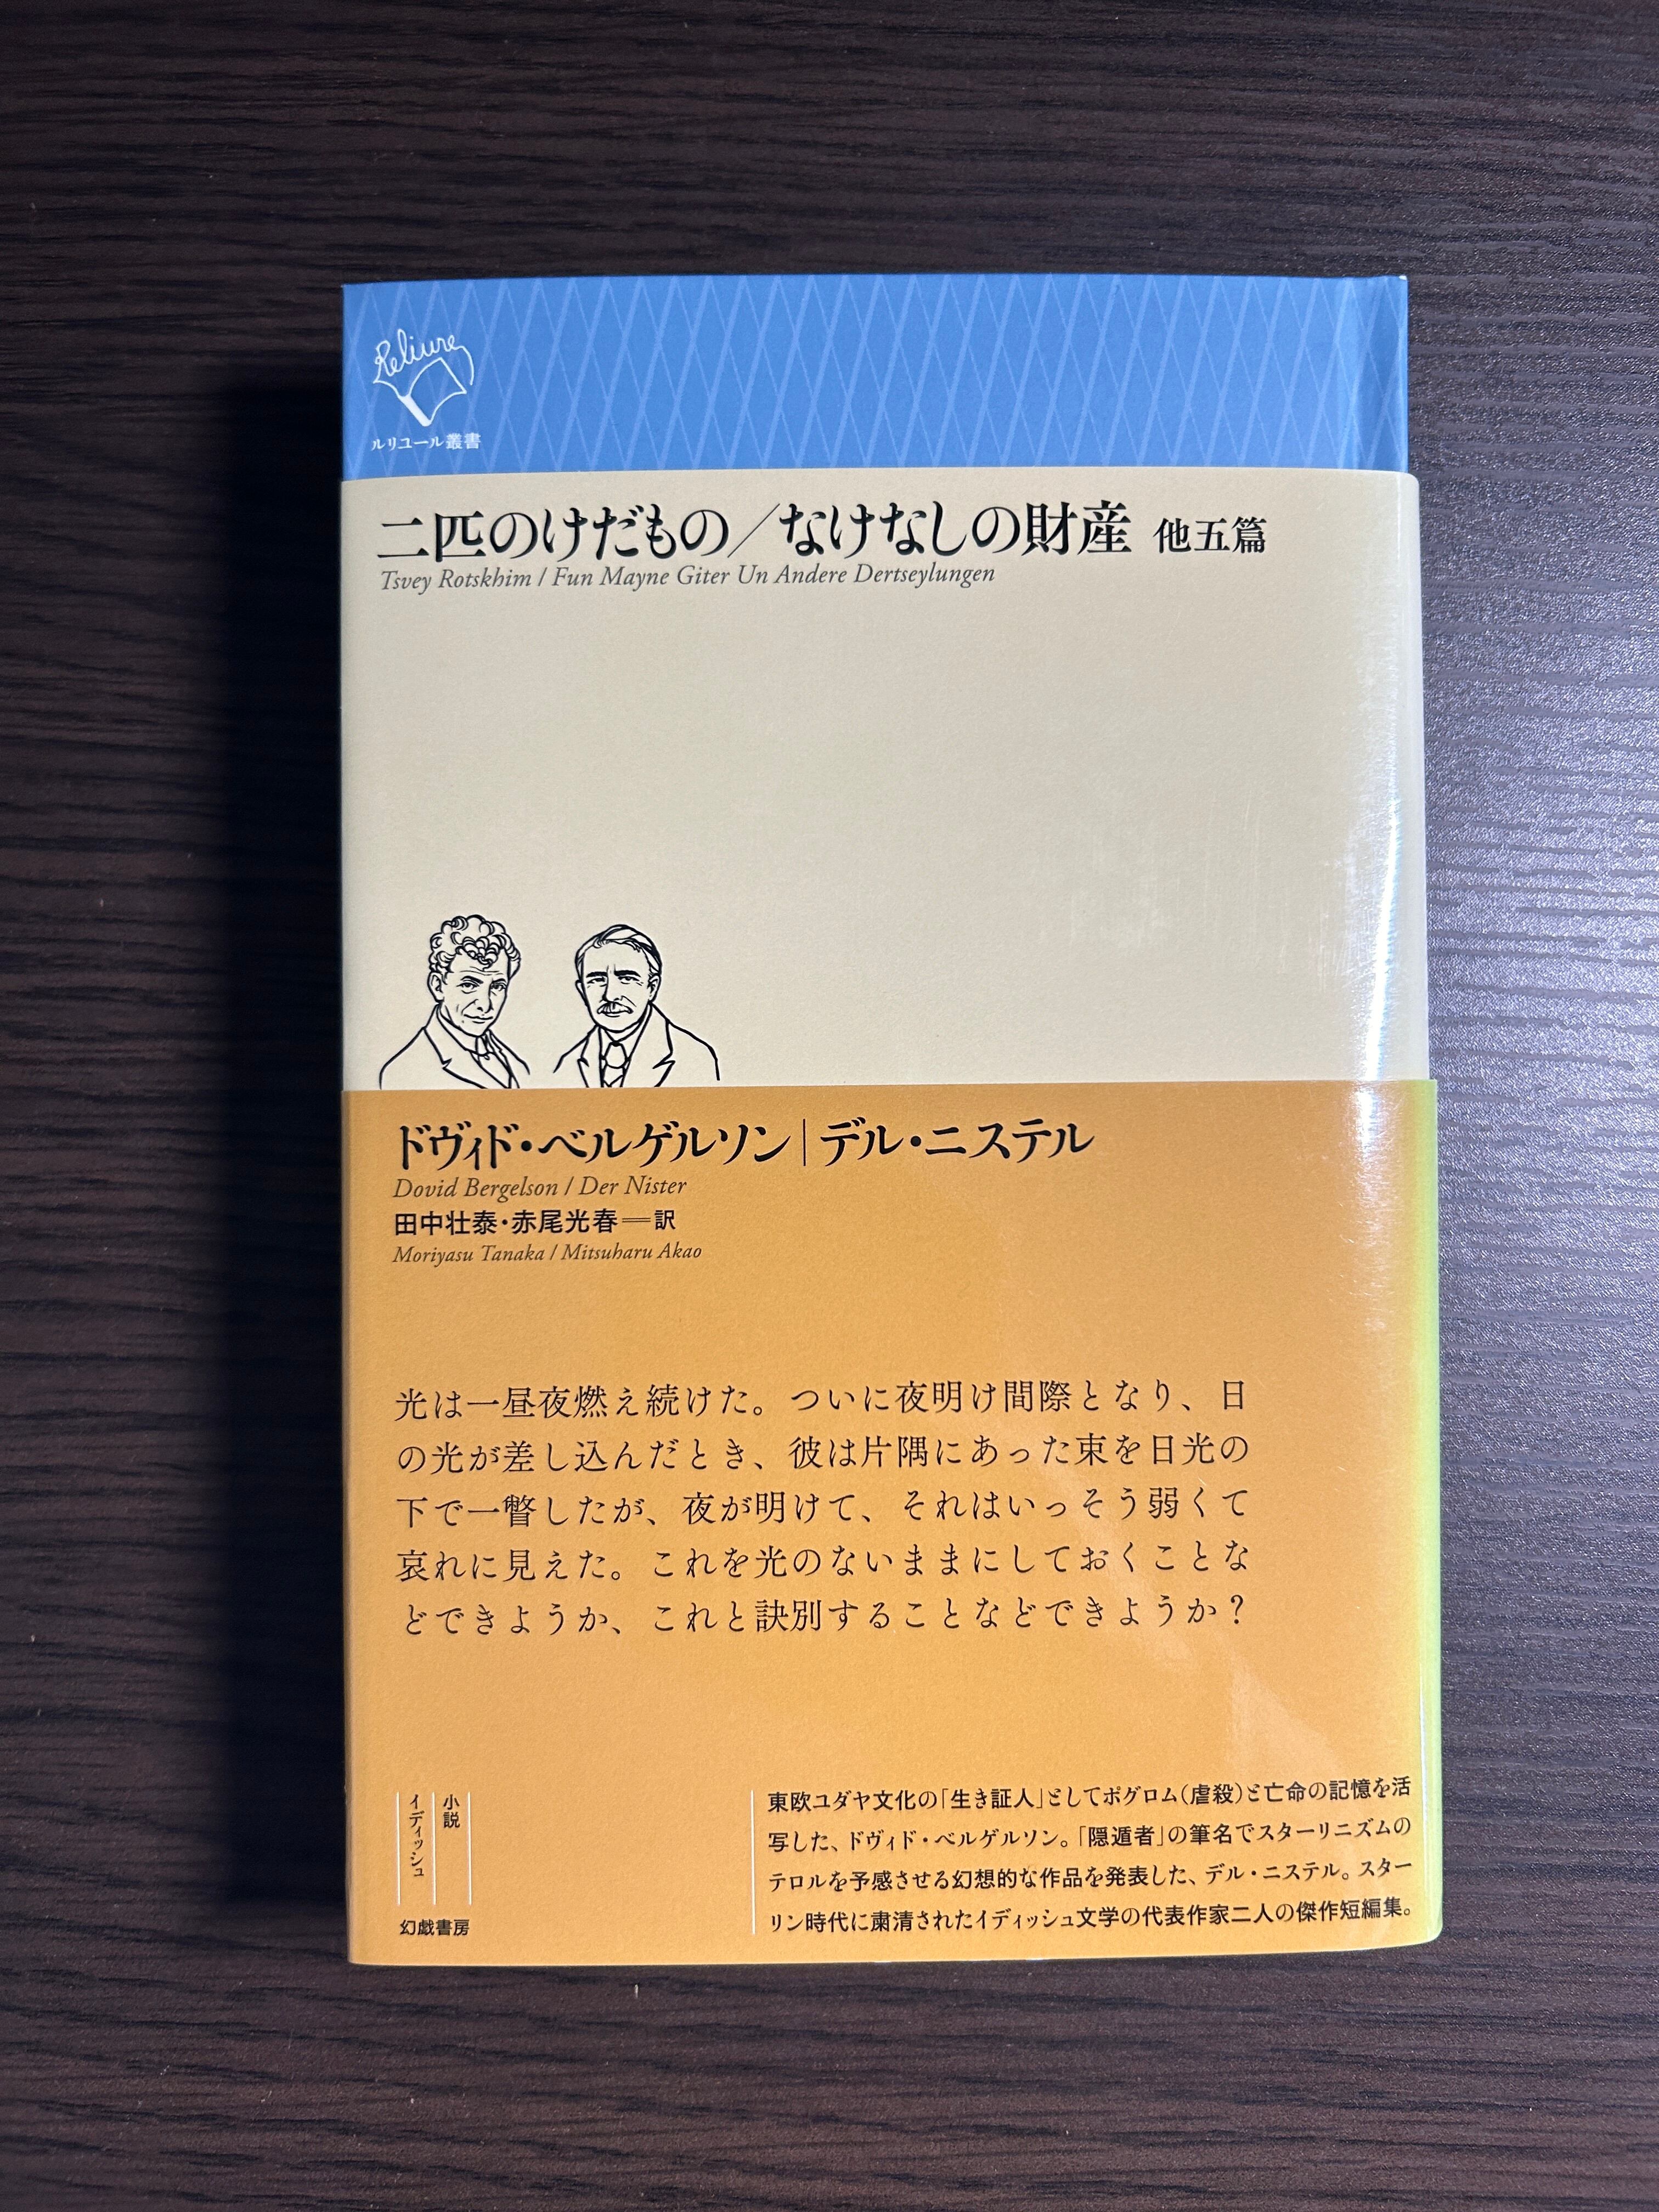 Reliure
ルリユール叢書
二匹のけだもの／なけなしの財産 他五篇
Tsvey Rotskhim / Fun Mayne Giter Un Andere Dertseylungen
ドヴィド・ベルゲルソン｜デル・ニステル
Dovid Bergelson / Der Nister
田中壮泰・赤尾光春＝訳
Moriyasu Tanaka / Mitsuharu Akao
光は一昼夜燃え続けた。ついに夜明け間際となり、日
の光が差し込んだとき、彼は片隅にあった束を日光の
下で一瞥したが、夜が明けて、それはいっそう弱くて
哀れに見えた。これを光のないままにしておくことな
どできようか、これと訣別することなどできようか？
小説
イディッシュ
幻戯書房
東欧ユダヤ文化の「生き証人」としてポグロム（虐殺）と亡命の記憶を活
写した、ドヴィド・ベルゲルソン。「隠遁者」の筆名でスターリニズムの
テロルを予感させる幻想的な作品を発表した、デル・ニステル。スター
リン時代に粛清されたイディッシュ文学の代表作家二人の傑作短編集。